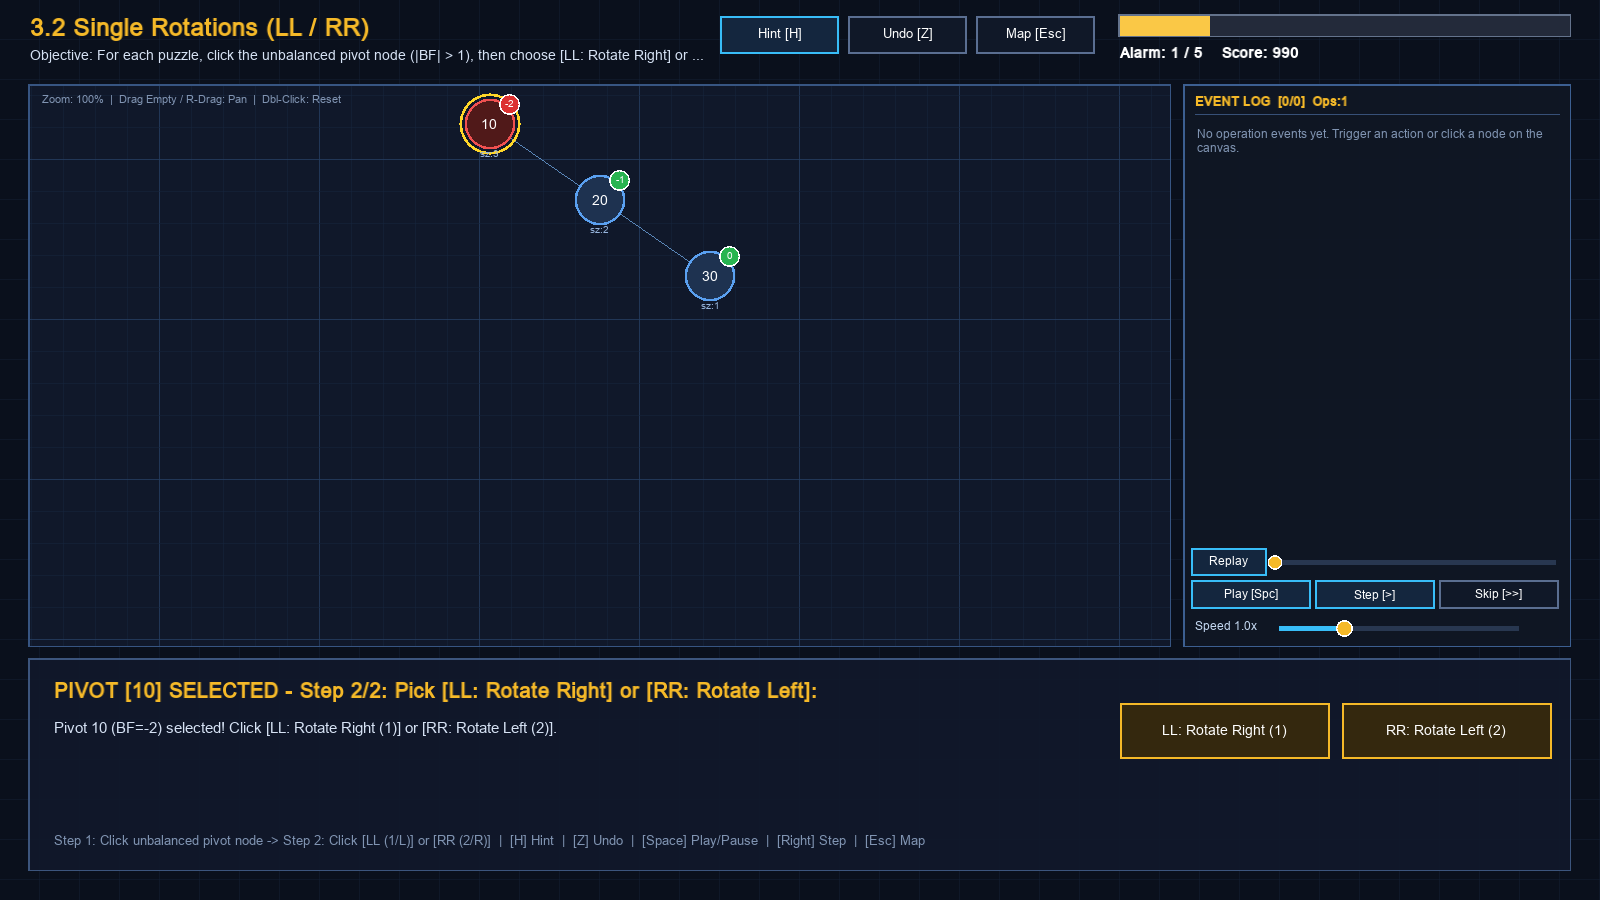 3.2 Single Rotations (LL / RR)
Objective: For each puzzle, click the unbalanced pivot node (|BF| > 1), then choose [LL: Rotate Right] or ...
Hint [H]
Undo [Z]
Map [Esc]
Alarm: 1 / 5
Score: 990
Zoom: 100%  |  Drag Empty / R-Drag: Pan  |  Dbl-Click: Reset
10
-2
sz:3
20
-1
sz:2
30
0
sz:1
EVENT LOG  [0/0]  Ops:1
No operation events yet. Trigger an action or click a node on the
canvas.
Replay
Play [Spc]
Step [>]
Skip [>>]
Speed 1.0x
PIVOT [10] SELECTED - Step 2/2: Pick [LL: Rotate Right] or [RR: Rotate Left]:
Pivot 10 (BF=-2) selected! Click [LL: Rotate Right (1)] or [RR: Rotate Left (2)].
LL: Rotate Right (1)
RR: Rotate Left (2)
Step 1: Click unbalanced pivot node -> Step 2: Click [LL (1/L)] or [RR (2/R)]  |  [H] Hint  |  [Z] Undo  |  [Space] Play/Pause  |  [Right] Step  |  [Esc] Map